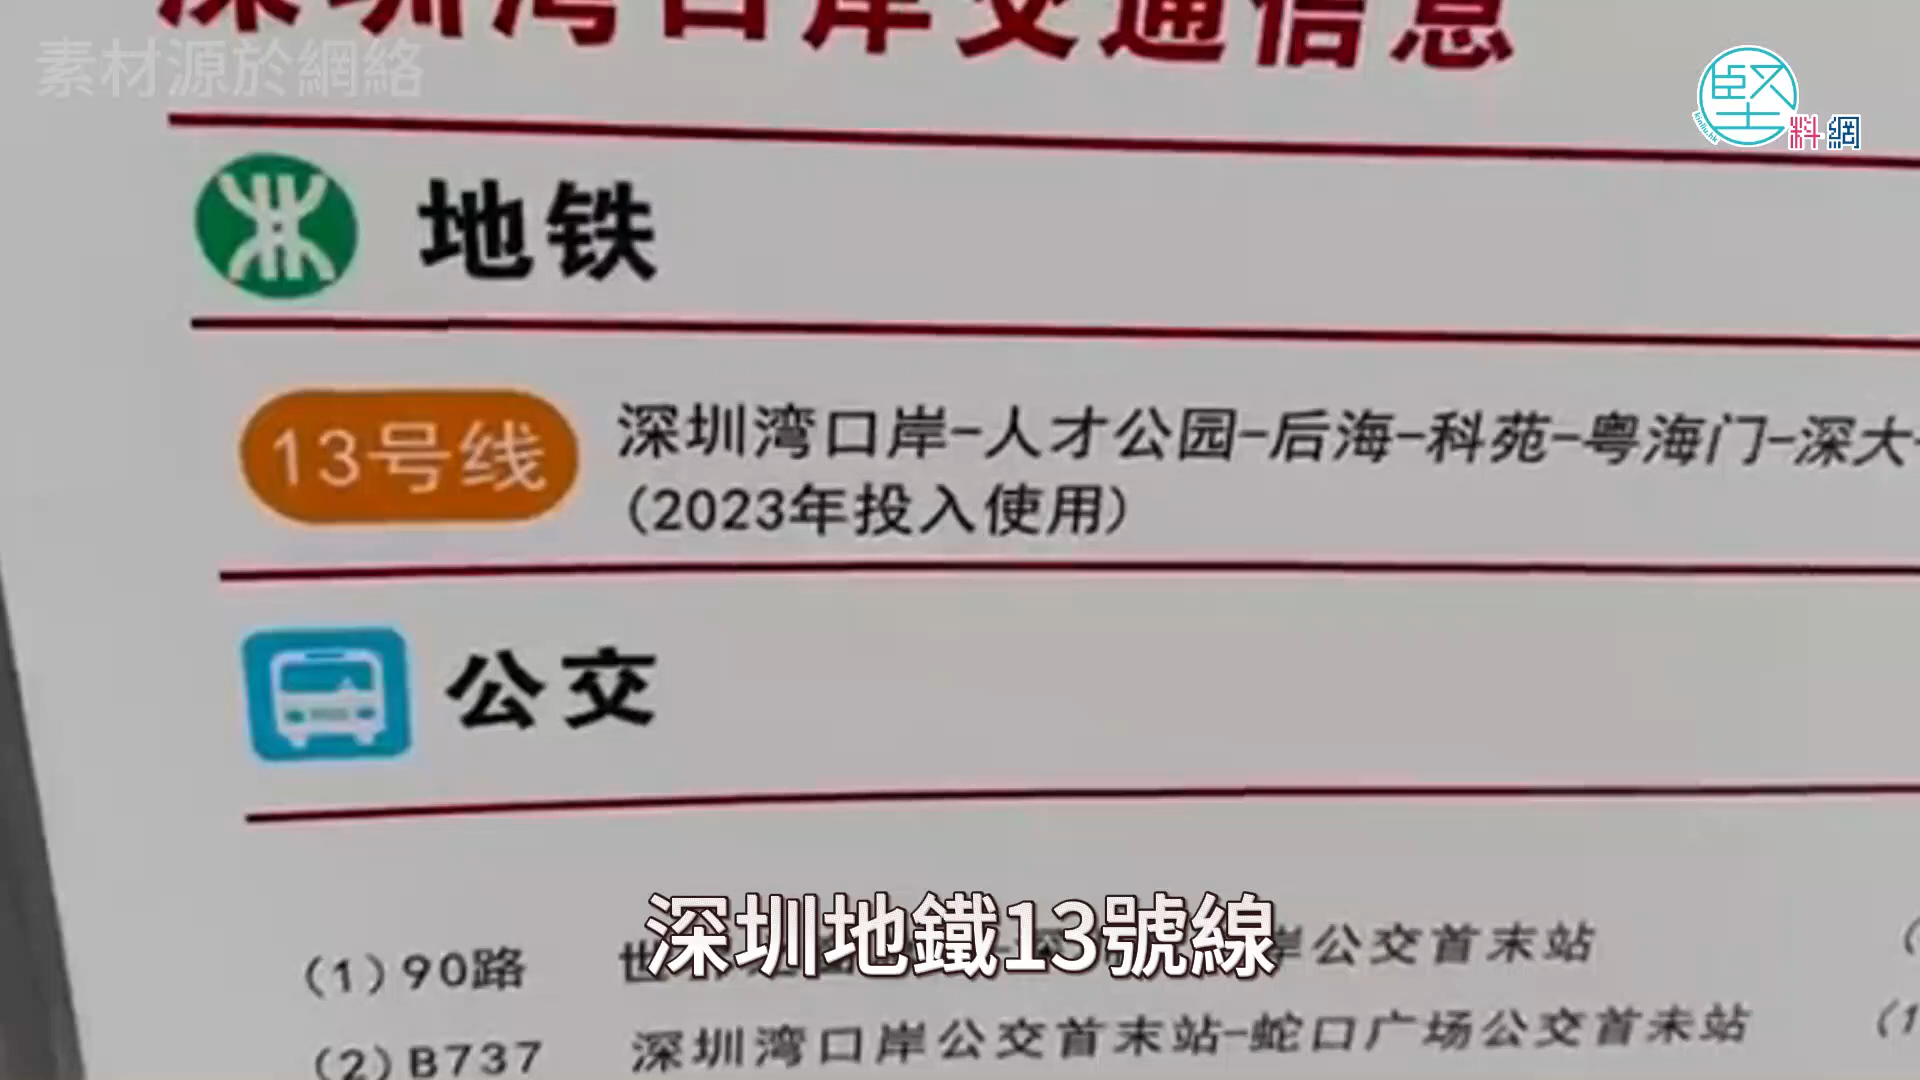 深圳湾口岸交通信息
素材源於網絡
堅料網
kinliu.hk
地铁
13号线
深圳湾口岸-人才公园-后海-科苑-粤海门-深大-
(2023年投入使用)
公交
(1)90路 世 岸公交首末站
深圳地鐵13號線
(2)B737 深圳湾口岸公交首末站-蛇口广场公交首末站